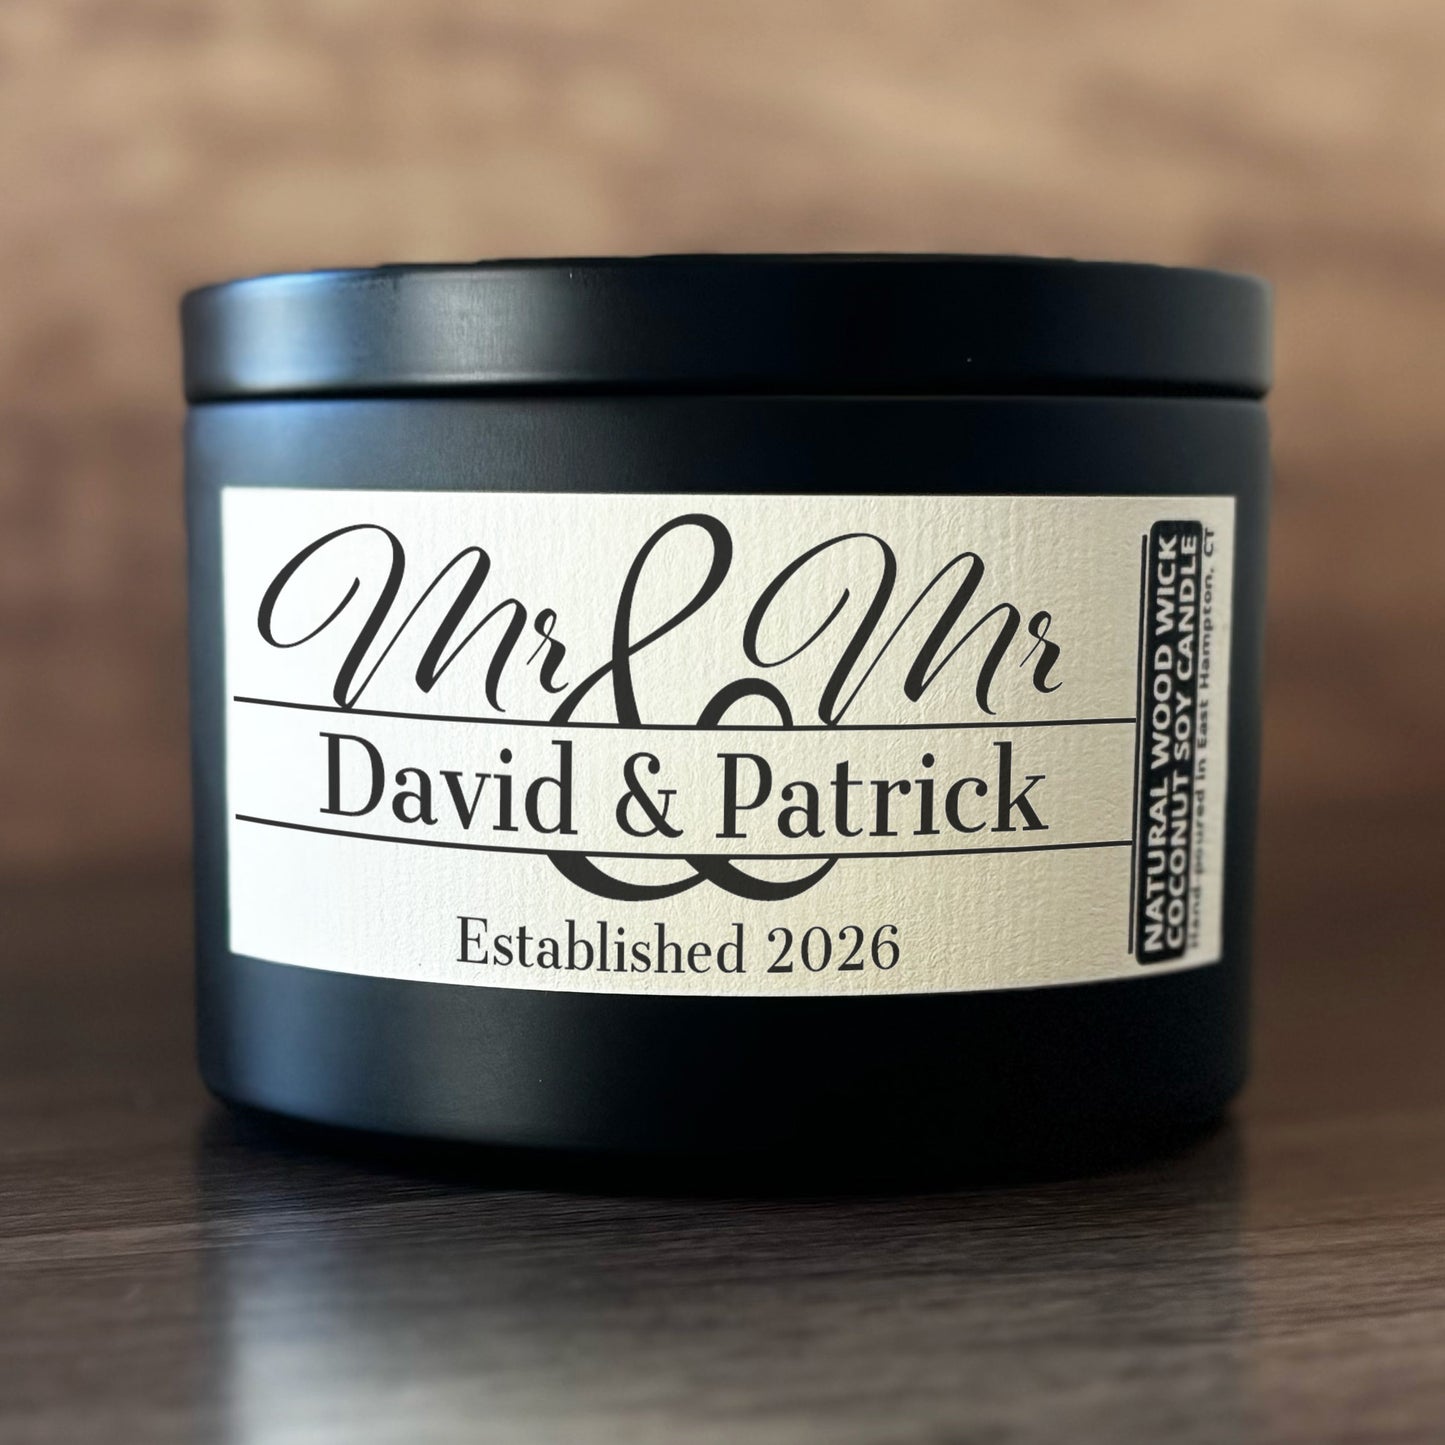 Mr & Mr
David & Patrick
Established 2026
NATURAL WOOD WICK
COCONUT SOY CANDLE
Hand-poured in East Hampton, CT